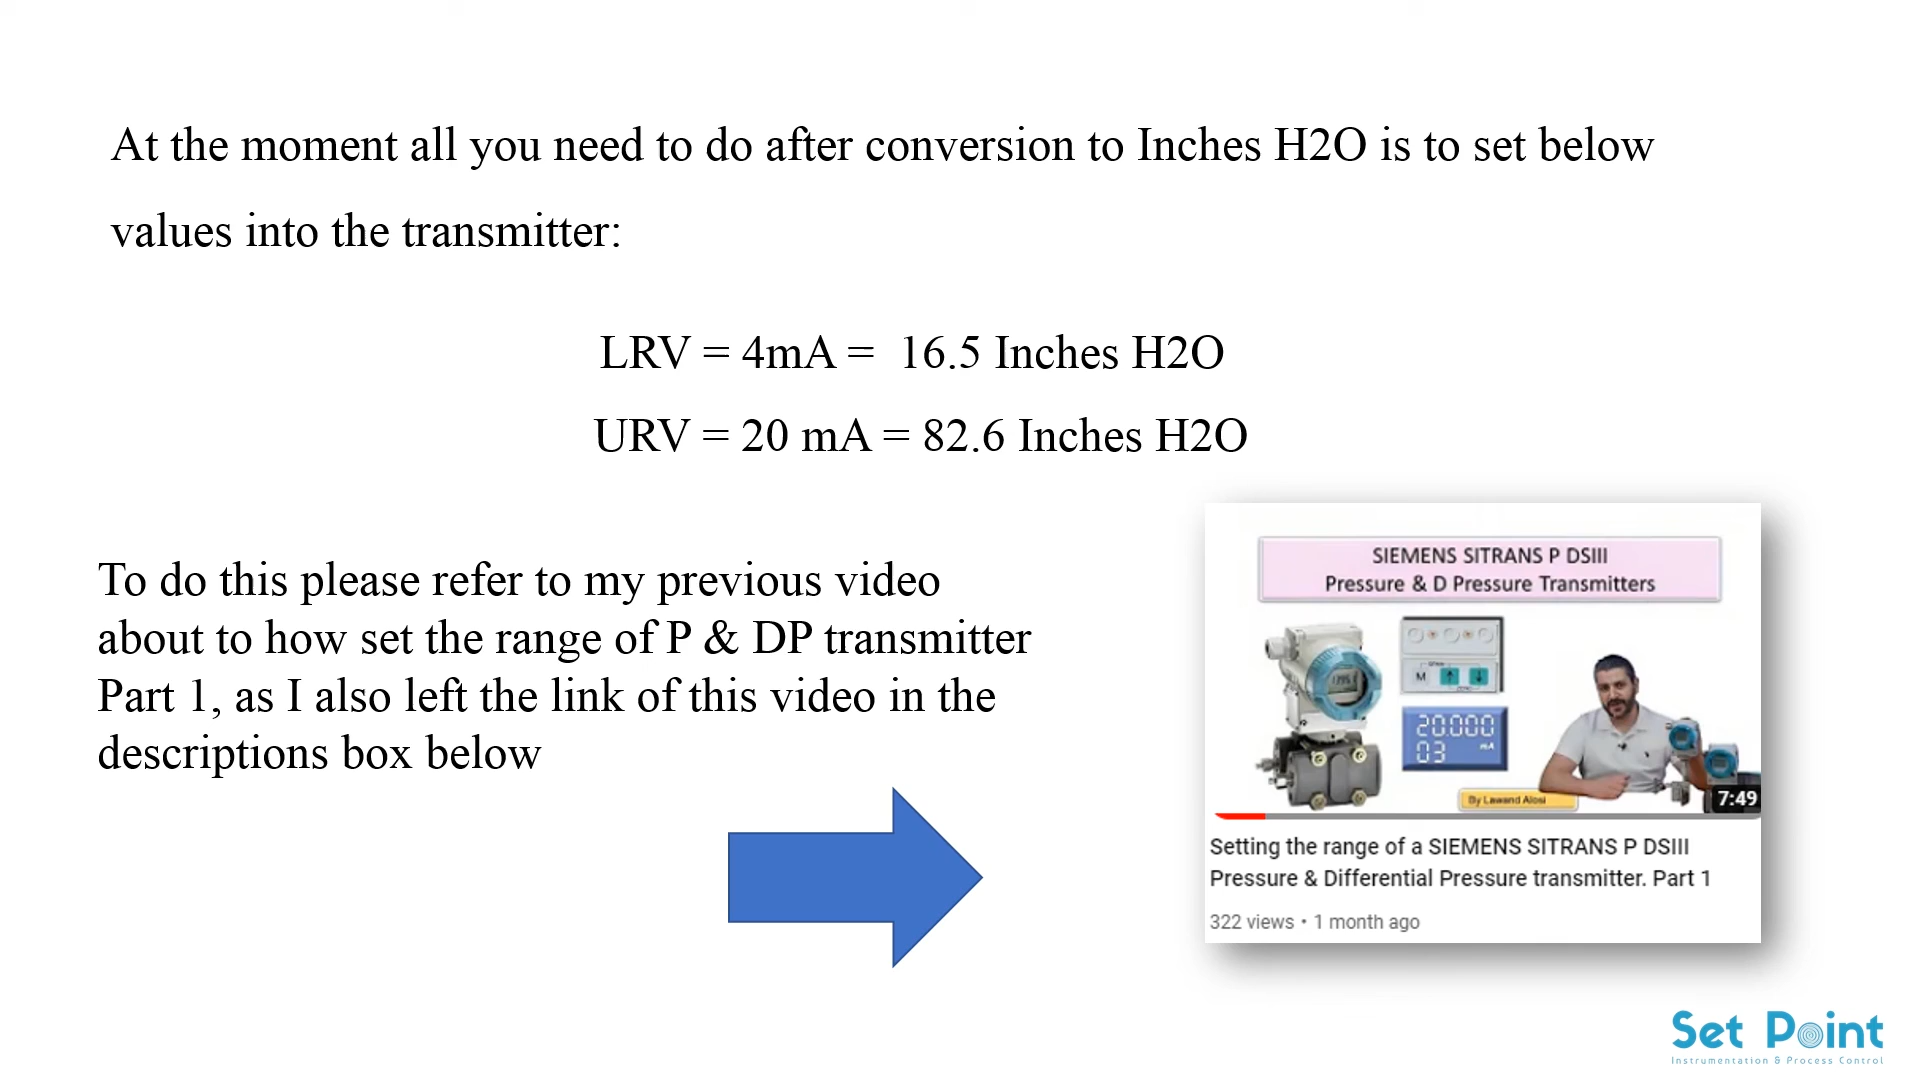 At the moment all you need to do after conversion to Inches H2O is to set below
values into the transmitter:
LRV = 4mA = 16.5 Inches H2O
URV = 20 mA = 82.6 Inches H2O
To do this please refer to my previous video
about to how set the range of P & DP transmitter
Part 1, as I also left the link of this video in the
descriptions box below
SIEMENS SITRANS P DSIII
Pressure & D Pressure Transmitters
M
20.000
03 mA
By Lawand Alosi
7:49
Setting the range of a SIEMENS SITRANS P DSIII
Pressure & Differential Pressure transmitter. Part 1
322 views • 1 month ago
Set Point
Instrumentation & Process Control